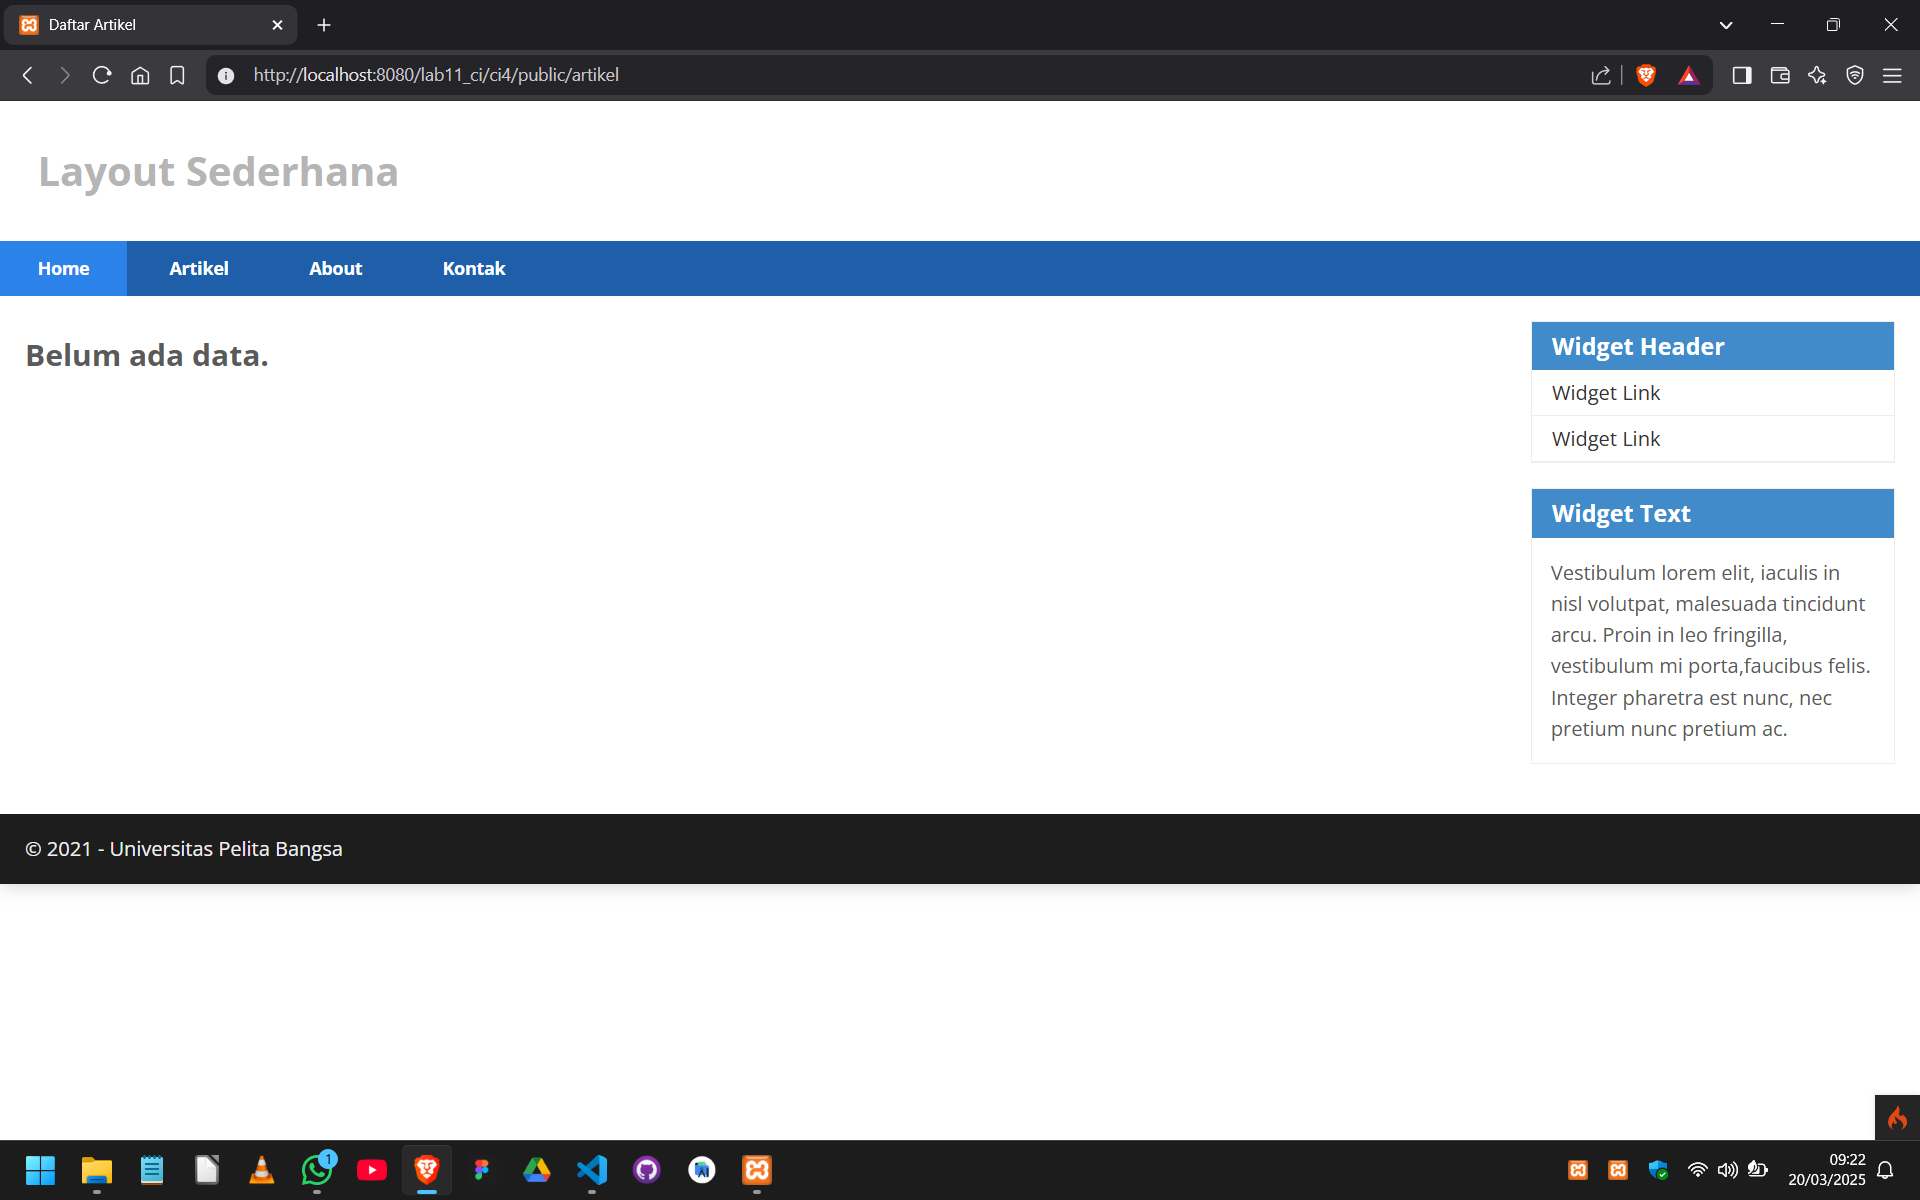 Daftar Artikel
http://localhost:8080/lab11_ci/ci4/public/artikel
Layout Sederhana
Home Artikel About Kontak
Belum ada data.
Widget Header
Widget Link
Widget Link
Widget Text
Vestibulum lorem elit, iaculis in
nisl volutpat, malesuada tincidunt
arcu. Proin in leo fringilla,
vestibulum mi porta,faucibus felis.
Integer pharetra est nunc, nec
pretium nunc pretium ac.
© 2021 - Universitas Pelita Bangsa
1
09:22
20/03/2025